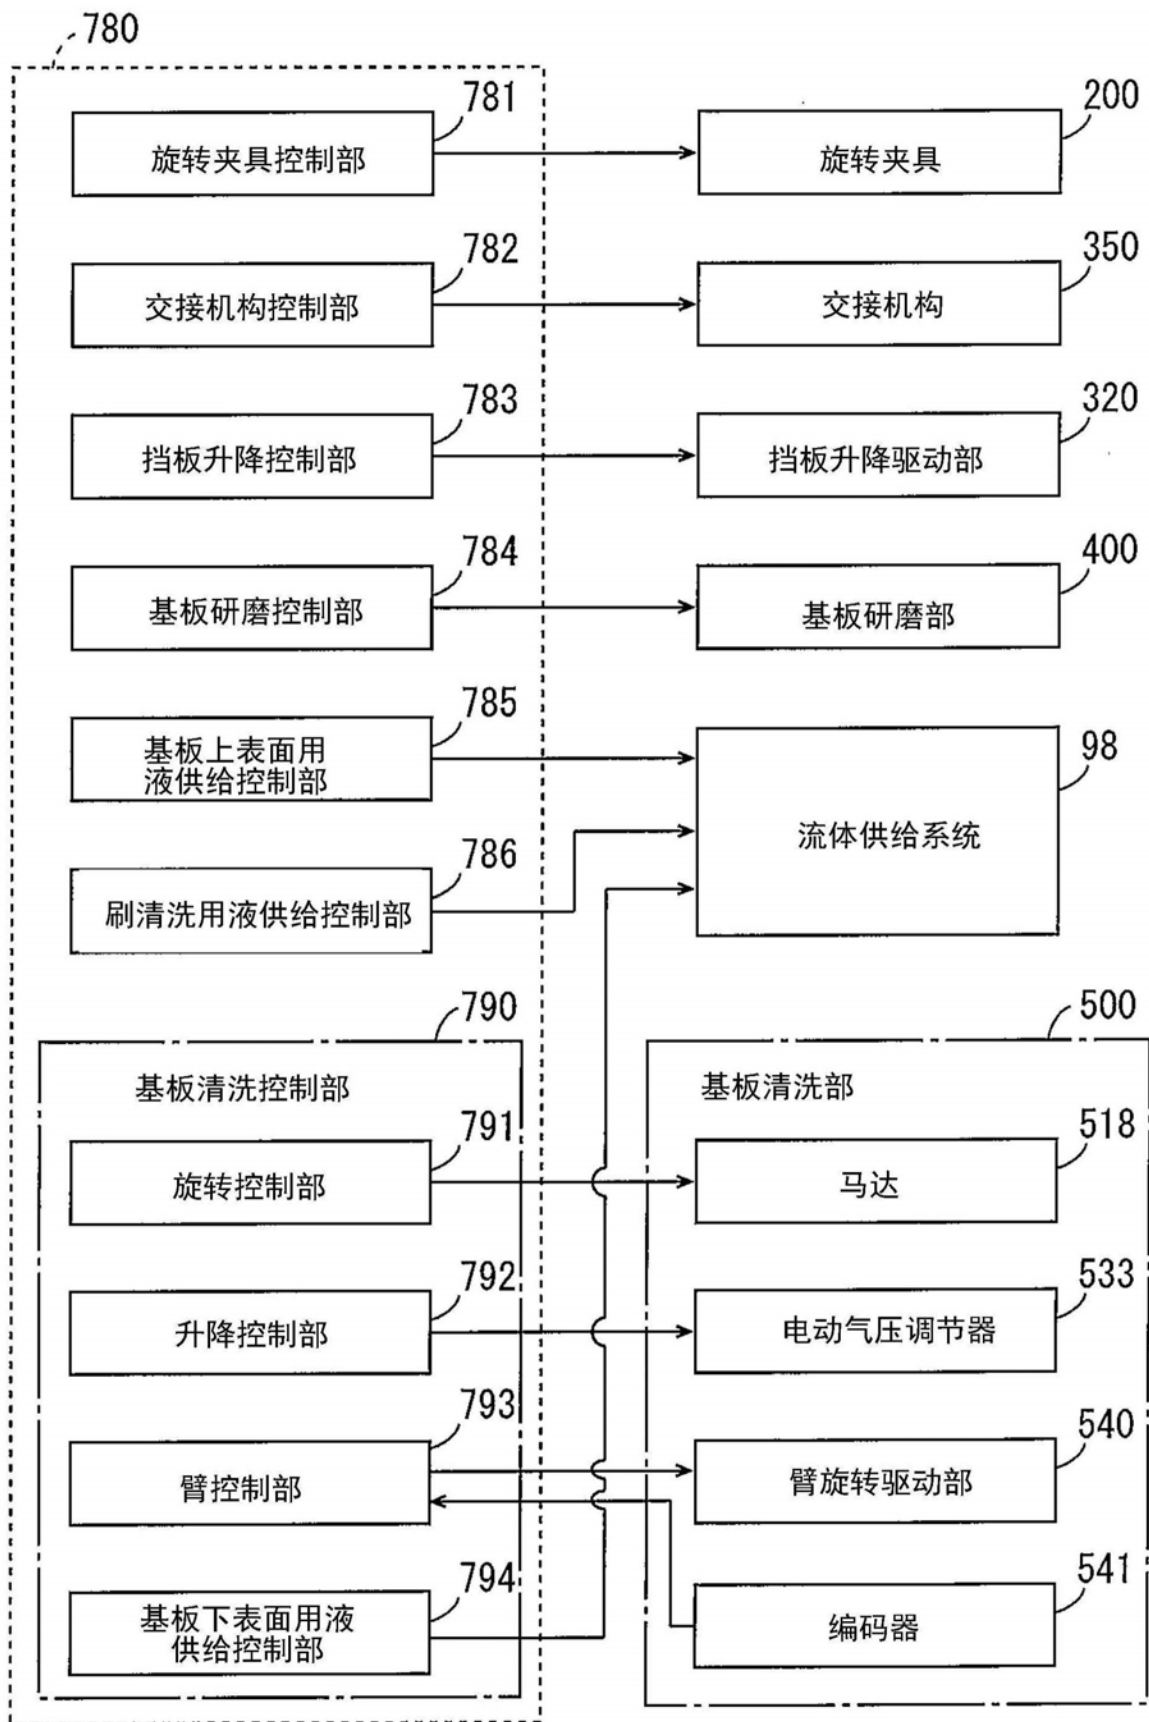 780
781
旋转夹具控制部
200
旋转夹具
782
交接机构控制部
350
交接机构
783
挡板升降控制部
320
挡板升降驱动部
784
基板研磨控制部
400
基板研磨部
785
基板上表面用
液供给控制部
98
流体供给系统
786
刷清洗用液供给控制部
790
基板清洗控制部
500
基板清洗部
791
旋转控制部
518
马达
792
升降控制部
533
电动气压调节器
793
臂控制部
540
臂旋转驱动部
794
基板下表面用液
供给控制部
541
编码器